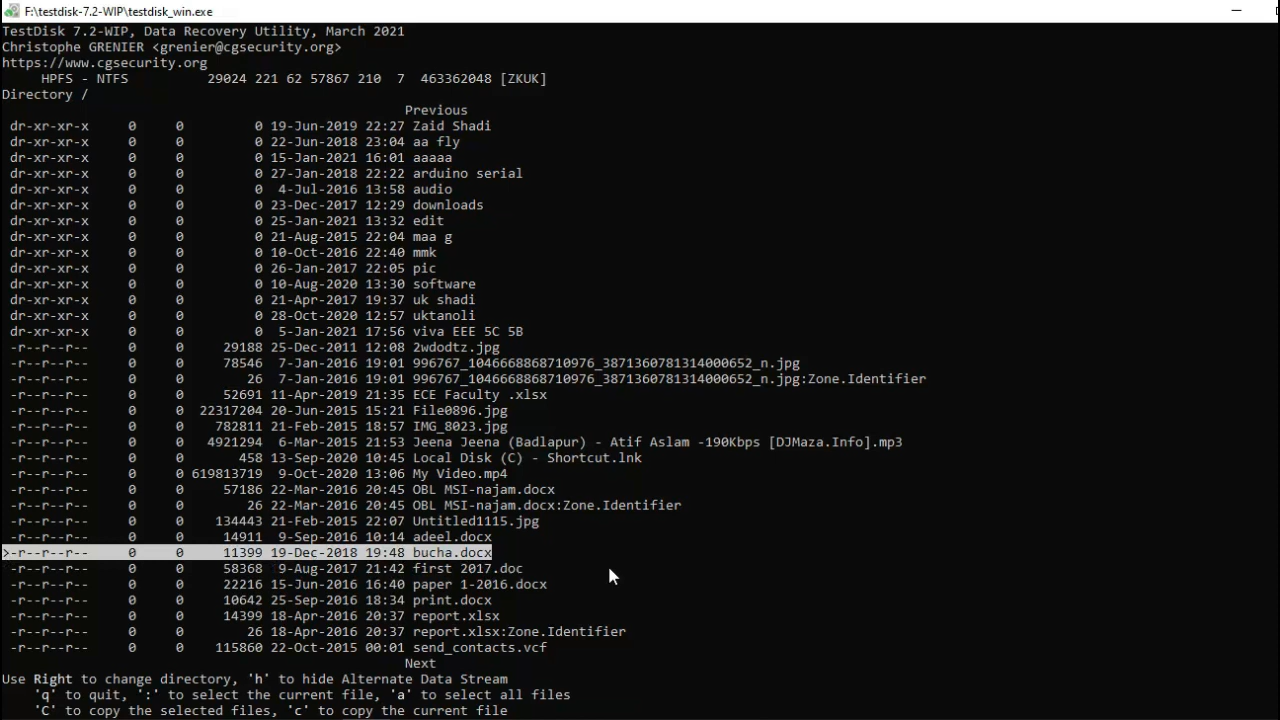 F:\testdisk-7.2-WIP\testdisk_win.exe
TestDisk 7.2-WIP, Data Recovery Utility, March 2021
Christophe GRENIER <grenier@cgsecurity.org>
https://www.cgsecurity.org
HPFS - NTFS 29024 221 62 57867 210 7 463362048 [ZKUK]
Directory /
Previous
dr-xr-xr-x 0 0 0 19-Jun-2019 22:27 Zaid Shadi
dr-xr-xr-x 0 0 0 22-Jun-2018 23:04 aa fly
dr-xr-xr-x 0 0 0 15-Jan-2021 16:01 aaaaa
dr-xr-xr-x 0 0 0 27-Jan-2018 22:22 arduino serial
dr-xr-xr-x 0 0 0 4-Jul-2016 13:58 audio
dr-xr-xr-x 0 0 0 23-Dec-2017 12:29 downloads
dr-xr-xr-x 0 0 0 25-Jan-2021 13:32 edit
dr-xr-xr-x 0 0 0 21-Aug-2015 22:04 maa g
dr-xr-xr-x 0 0 0 10-Oct-2016 22:40 mmk
dr-xr-xr-x 0 0 0 26-Jan-2017 22:05 pic
dr-xr-xr-x 0 0 0 10-Aug-2020 13:30 software
dr-xr-xr-x 0 0 0 21-Apr-2017 19:37 uk shadi
dr-xr-xr-x 0 0 0 28-Oct-2020 12:57 uktanoli
dr-xr-xr-x 0 0 0 5-Jan-2021 17:56 viva EEE 5C 5B
-r--r--r-- 0 0 29188 25-Dec-2011 12:08 2wdodtz.jpg
-r--r--r-- 0 0 78546 7-Jan-2016 19:01 996767_1046668868710976_3871360781314000652_n.jpg
-r--r--r-- 0 0 26 7-Jan-2016 19:01 996767_1046668868710976_3871360781314000652_n.jpg:Zone.Identifier
-r--r--r-- 0 0 52691 11-Apr-2019 21:35 ECE Faculty .xlsx
-r--r--r-- 0 0 22317204 20-Jun-2015 15:21 File0896.jpg
-r--r--r-- 0 0 782811 21-Feb-2015 18:57 IMG_8023.jpg
-r--r--r-- 0 0 4921294 6-Mar-2015 21:53 Jeena Jeena (Badlapur) - Atif Aslam -190Kbps [DJMaza.Info].mp3
-r--r--r-- 0 0 458 13-Sep-2020 10:45 Local Disk (C) - Shortcut.lnk
-r--r--r-- 0 0 619813719 9-Oct-2020 13:06 My Video.mp4
-r--r--r-- 0 0 57186 22-Mar-2016 20:45 OBL MSI-najam.docx
-r--r--r-- 0 0 26 22-Mar-2016 20:45 OBL MSI-najam.docx:Zone.Identifier
-r--r--r-- 0 0 134443 21-Feb-2015 22:07 Untitled1115.jpg
-r--r--r-- 0 0 14911 9-Sep-2016 10:14 adeel.docx
>-r--r--r-- 0 0 11399 19-Dec-2018 19:48 bucha.docx
-r--r--r-- 0 0 58368 9-Aug-2017 21:42 first 2017.doc
-r--r--r-- 0 0 22216 15-Jun-2016 16:40 paper 1-2016.docx
-r--r--r-- 0 0 10642 25-Sep-2016 18:34 print.docx
-r--r--r-- 0 0 14399 18-Apr-2016 20:37 report.xlsx
-r--r--r-- 0 0 26 18-Apr-2016 20:37 report.xlsx:Zone.Identifier
-r--r--r-- 0 0 115860 22-Oct-2015 00:01 send_contacts.vcf
Next
Use Right to change directory, 'h' to hide Alternate Data Stream
'q' to quit, ':' to select the current file, 'a' to select all files
'C' to copy the selected files, 'c' to copy the current file